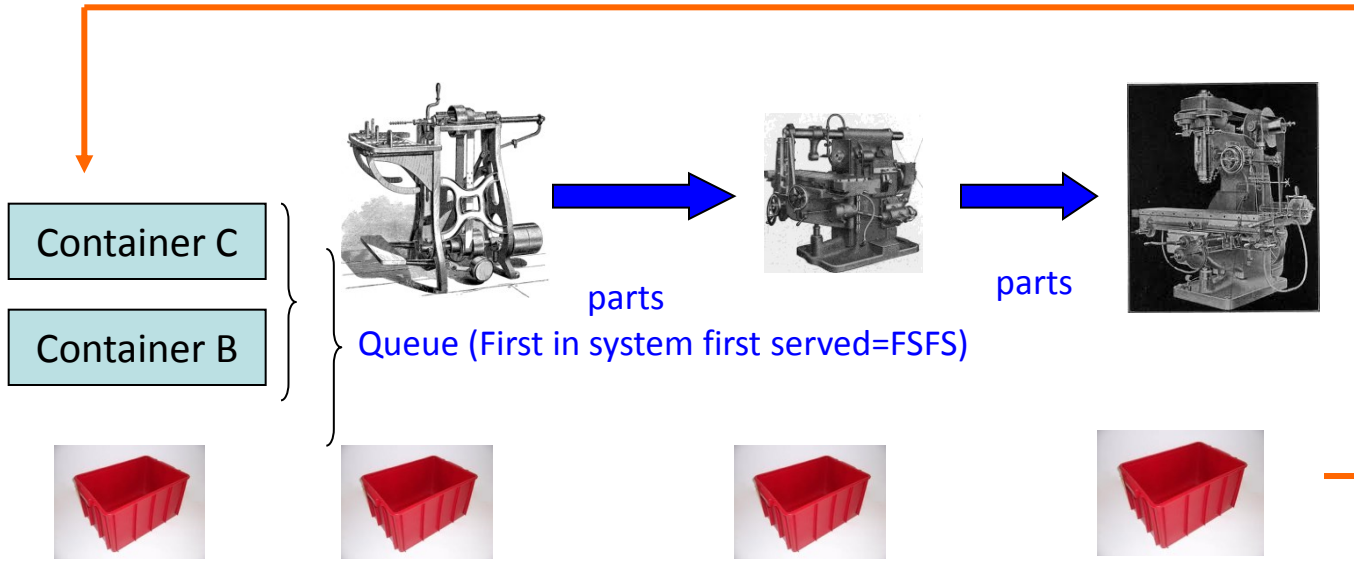 Container C
Container B
parts
parts
Queue (First in system first served=FSFS)